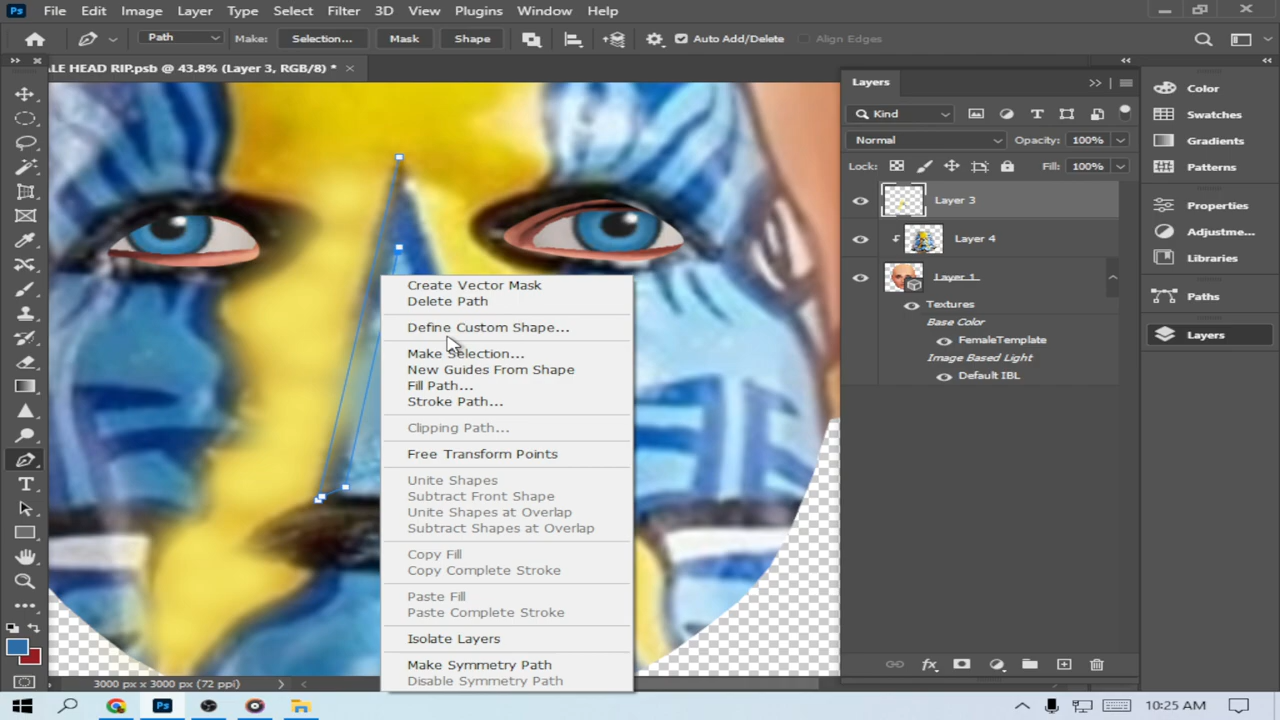 Ps File Edit Image Layer Type Select Filter 3D View Plugins Window Help
Path Make: Selection... Mask Shape Auto Add/Delete Align Edges
ALE HEAD RIP.psb @ 43.8% (Layer 3, RGB/8) *
Layers
Kind
Normal Opacity: 100%
Lock: Fill: 100%
Layer 3
Layer 4
Layer 1
Textures
Base Color
FemaleTemplate
Image Based Light
Default IBL
Color
Swatches
Gradients
Patterns
Properties
Adjustme...
Libraries
Paths
Layers
Create Vector Mask
Delete Path
Define Custom Shape...
Make Selection...
New Guides From Shape
Fill Path...
Stroke Path...
Clipping Path...
Free Transform Points
Unite Shapes
Subtract Front Shape
Unite Shapes at Overlap
Subtract Shapes at Overlap
Copy Fill
Copy Complete Stroke
Paste Fill
Paste Complete Stroke
Isolate Layers
Make Symmetry Path
Disable Symmetry Path
3000 px x 3000 px (72 ppi)
Ps
10:25 AM